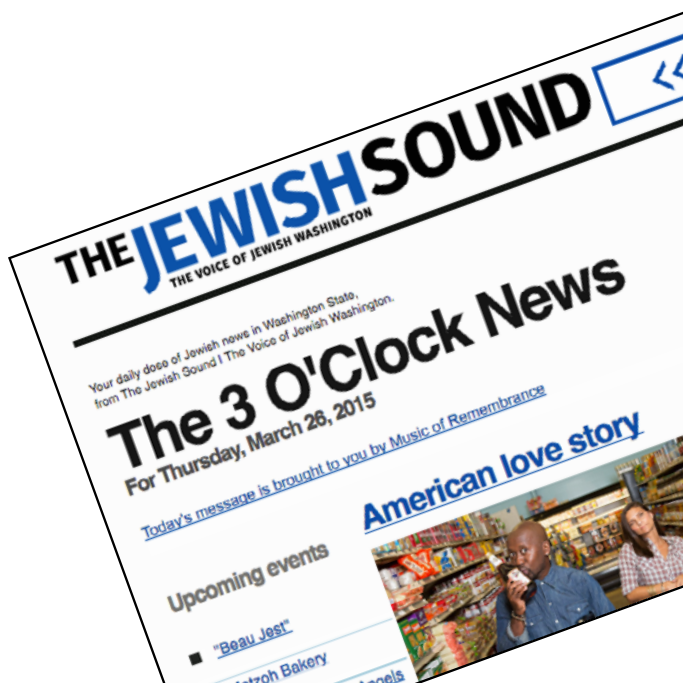 THE JEWISH SOUND
THE VOICE OF JEWISH WASHINGTON
Your daily dose of Jewish news in Washington State,
from The Jewish Sound | The Voice of Jewish Washington.
The 3 O'Clock News
For Thursday, March 26, 2015
Today's message is brought to you by Music of Remembrance
American love story
Upcoming events
"Beau Jest"
Bakery